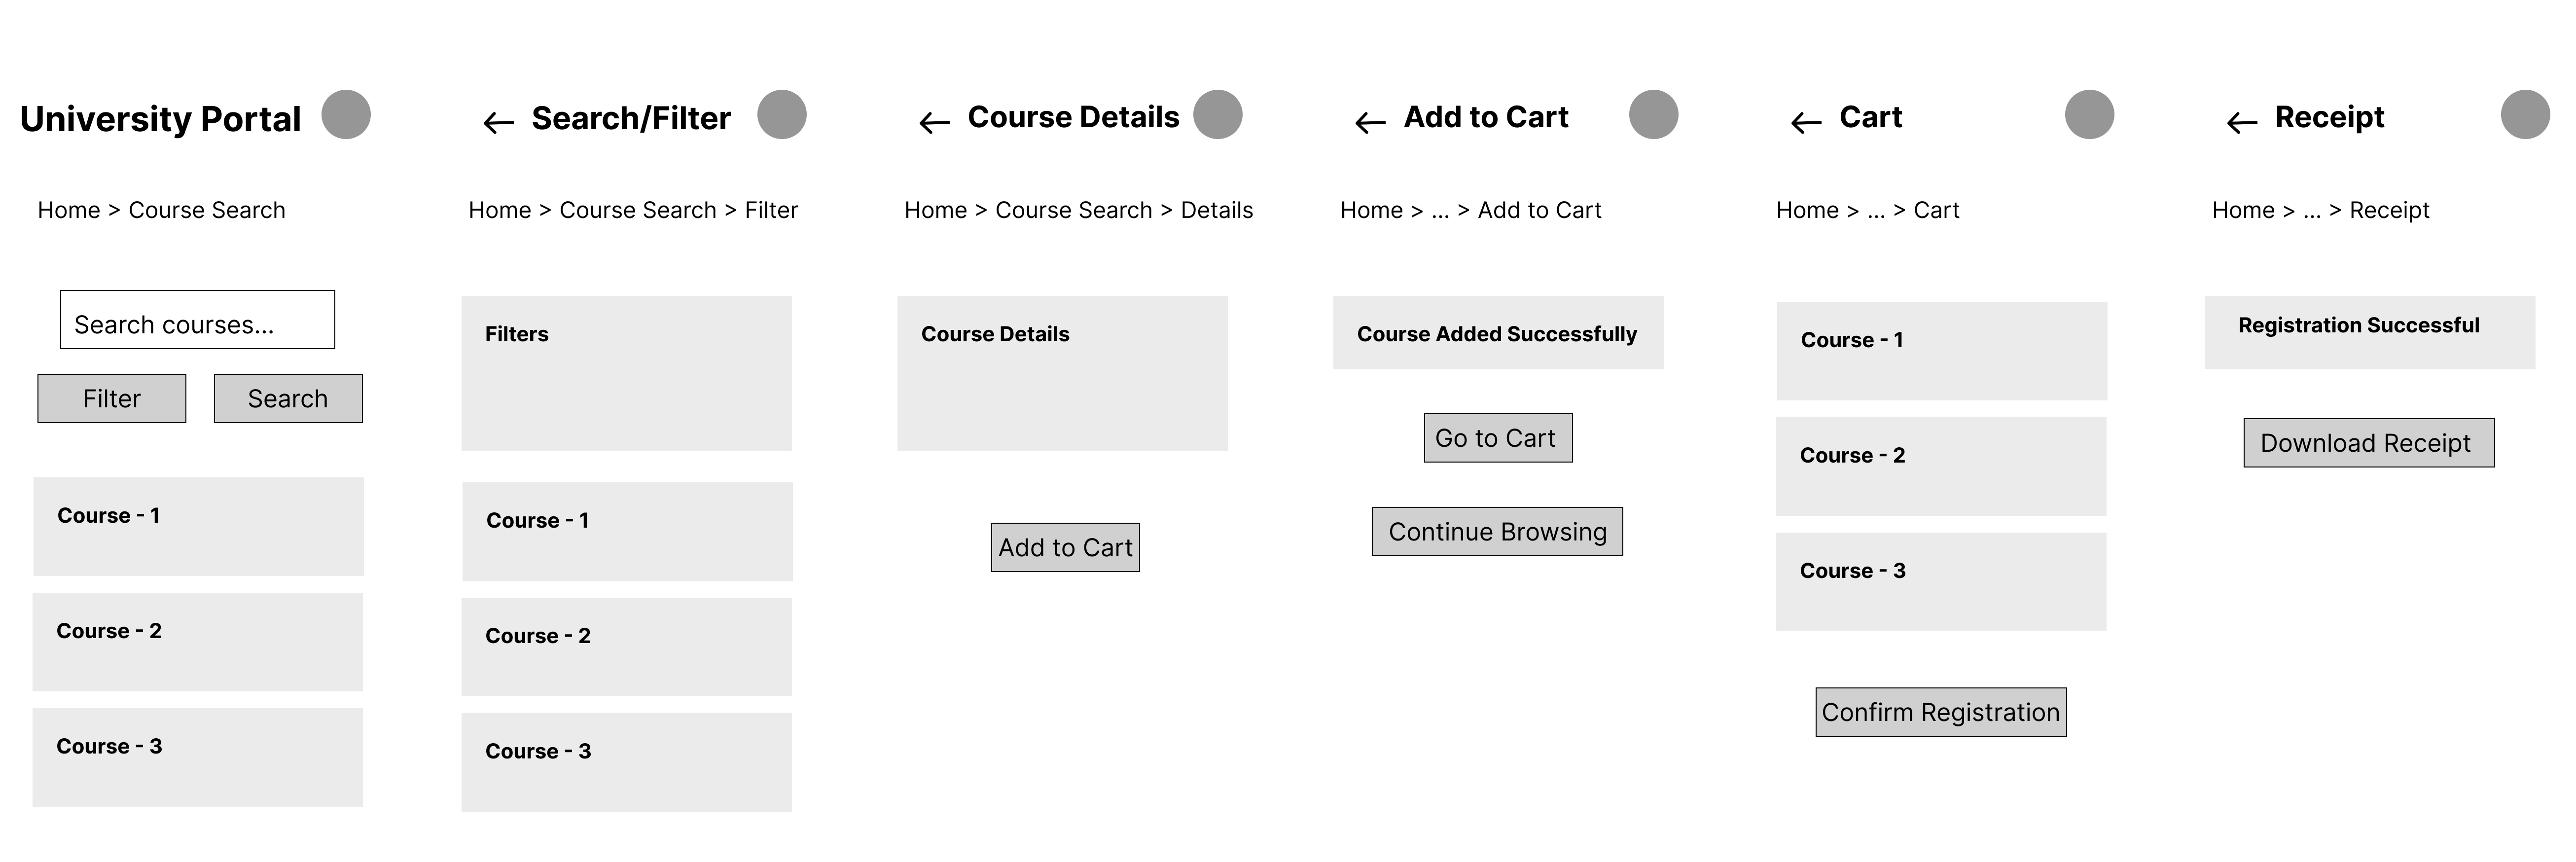 University Portal
Home > Course Search
Search courses...
Filter
Search
Course - 1
Course - 2
Course - 3
Search/Filter
Home > Course Search > Filter
Filters
Course - 1
Course - 2
Course - 3
Course Details
Home > Course Search > Details
Course Details
Add to Cart
Add to Cart
Home > ... > Add to Cart
Course Added Successfully
Go to Cart
Continue Browsing
Cart
Home > ... > Cart
Course - 1
Course - 2
Course - 3
Confirm Registration
Receipt
Home > ... > Receipt
Registration Successful
Download Receipt